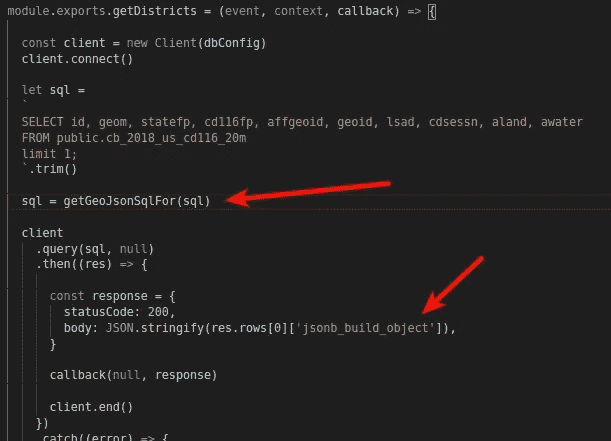 module.exports.getDistricts = (event, context, callback) => {
const client = new Client(dbConfig)
client.connect()
let sql =
`
SELECT id, geom, statefp, cd116fp, affgeoid, geoid, lsad, cdsessn, aland, awater
FROM public.cb_2018_us_cd116_20m
limit 1;
`.trim()
sql = getGeoJsonSqlFor(sql)
client
.query(sql, null)
.then((res) => {
const response = {
statusCode: 200,
body: JSON.stringify(res.rows[0]['jsonb_build_object']),
}
callback(null, response)
client.end()
})
.catch((error) => {